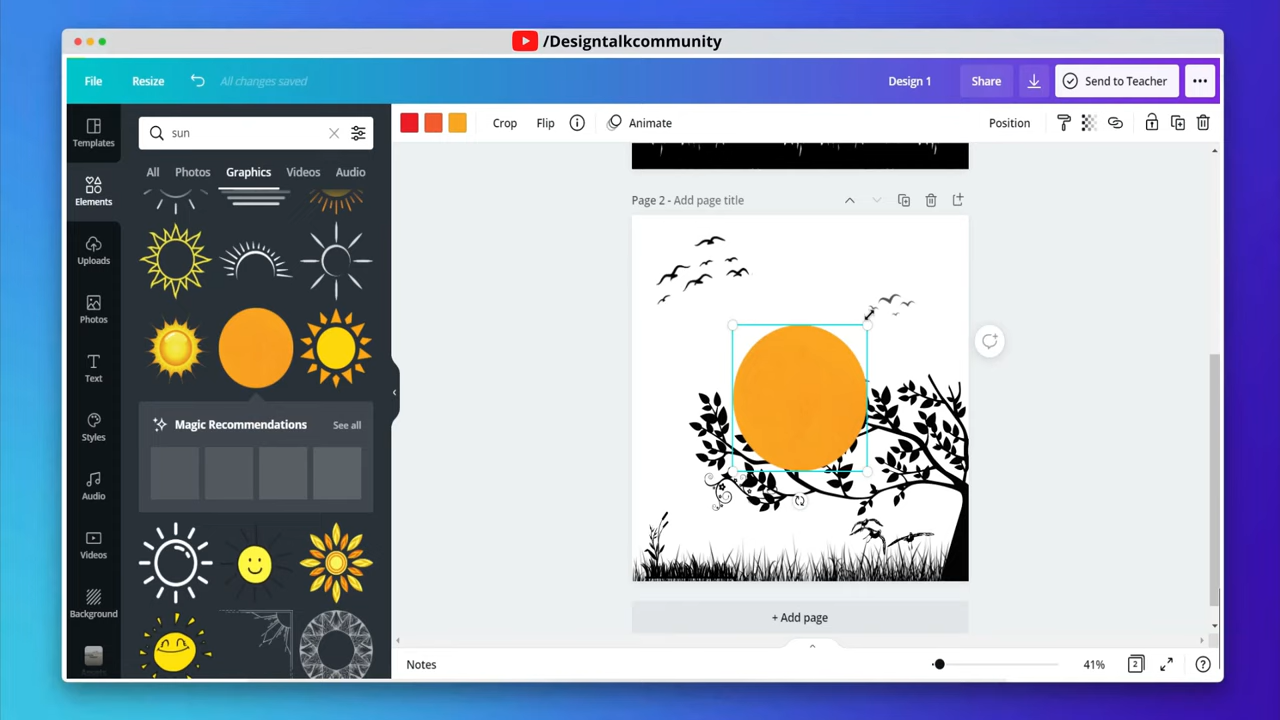 /Designtalkcommunity
File
Resize
All changes saved
Design 1
Share
Send to Teacher
Templates
Elements
Uploads
Photos
Text
Styles
Audio
Videos
Background
Assets
sun
All
Photos
Graphics
Videos
Audio
Magic Recommendations
See all
Crop
Flip
Animate
Position
Page 2 - Add page title
+ Add page
Notes
41%
2